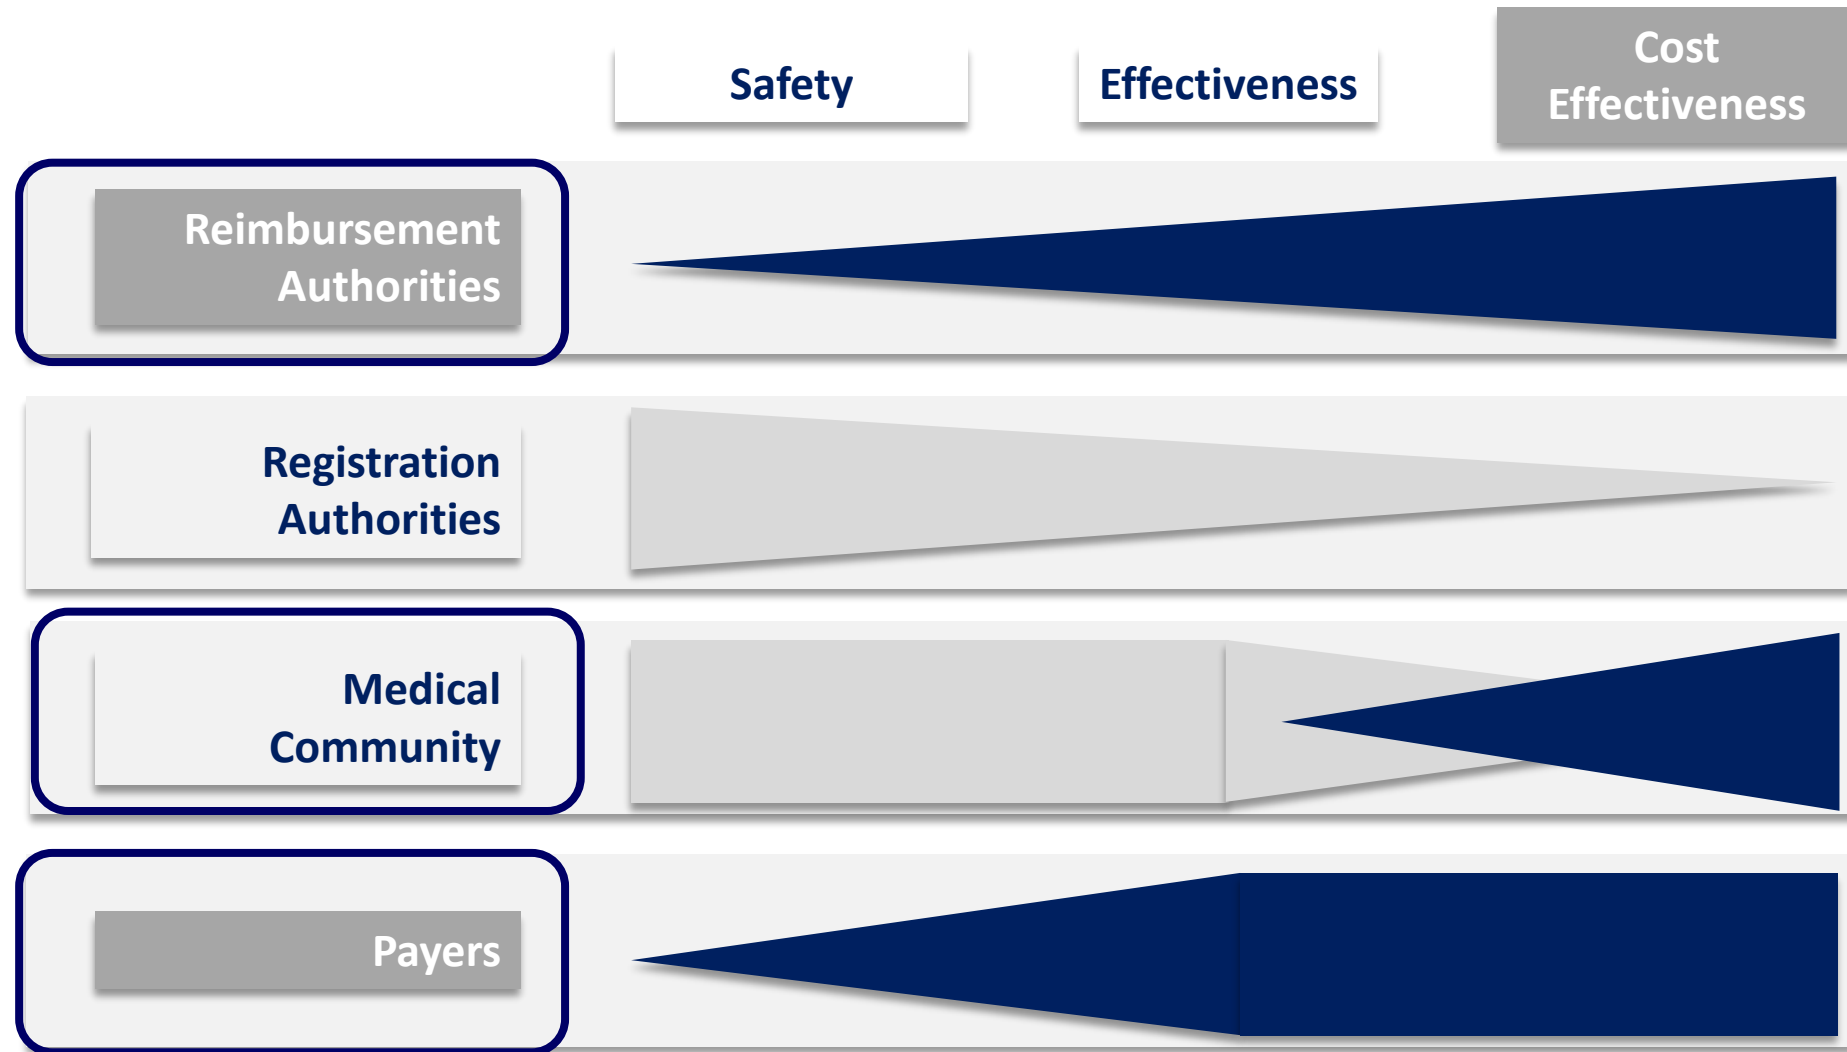 Safety
Effectiveness
Cost
Effectiveness
Reimbursement
Authorities
Registration
Authorities
Medical
Community
Payers